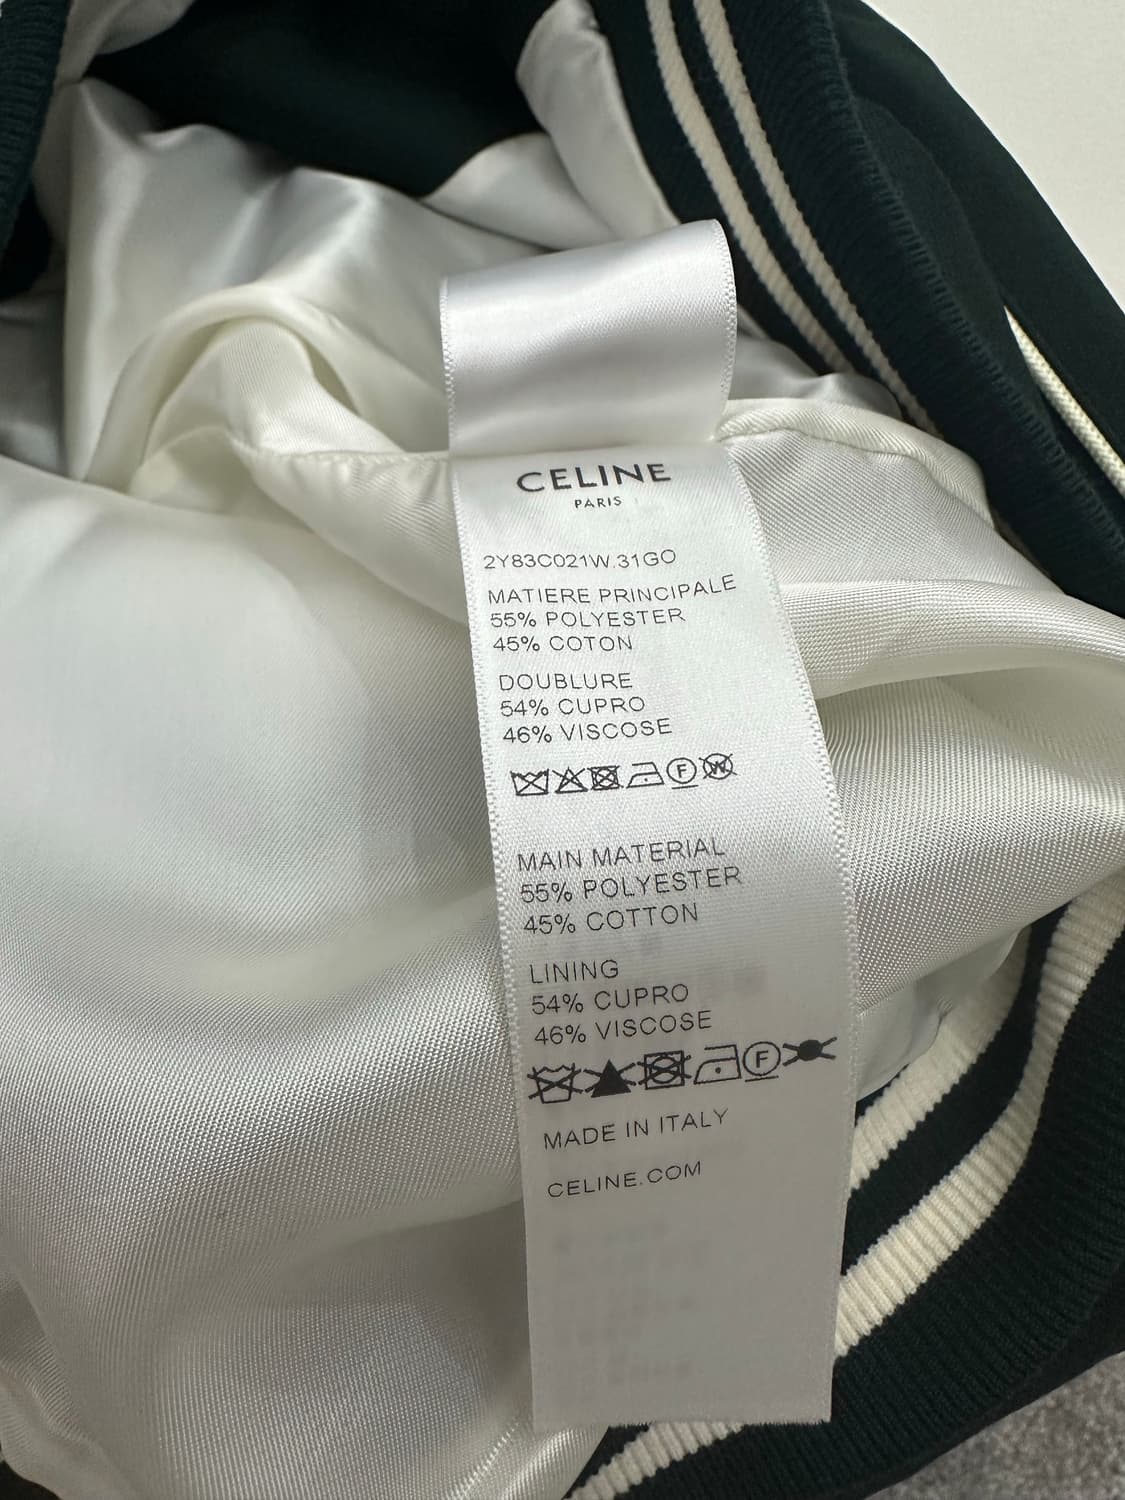 CELINE
PARIS
2Y83C021W.31GO
MATIERE PRINCIPALE
55% POLYESTER
45% COTON
DOUBLURE
54% CUPRO
46% VISCOSE
F W
MAIN MATERIAL
55% POLYESTER
45% COTTON
LINING
54% CUPRO
46% VISCOSE
F
MADE IN ITALY
CELINE.COM